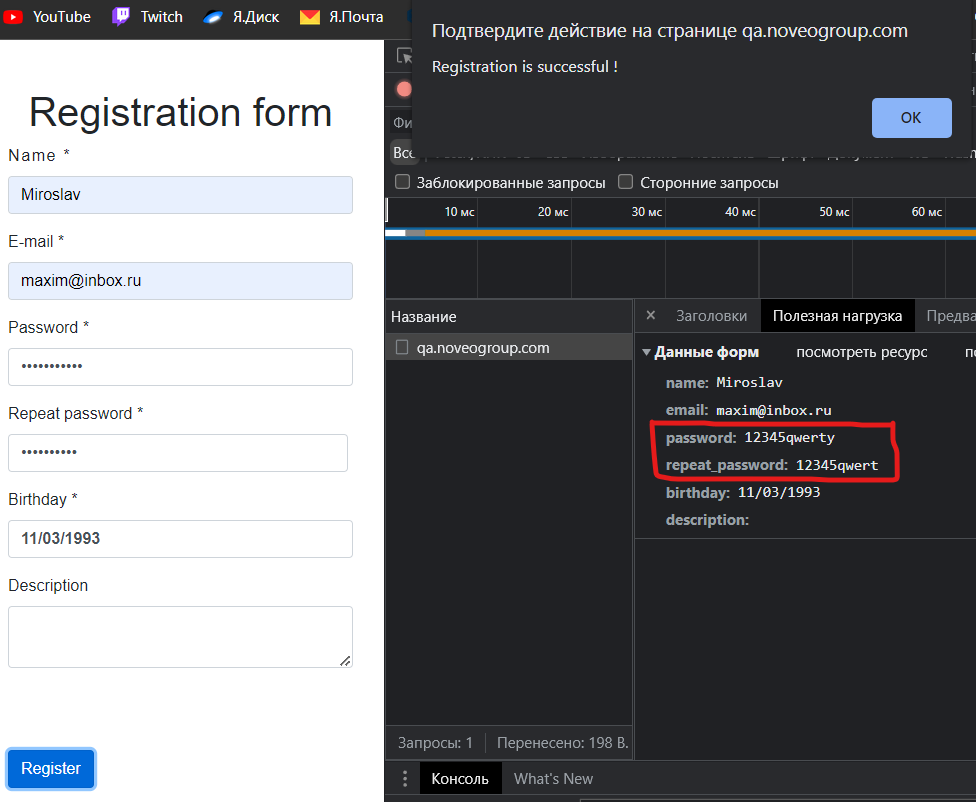 YouTube Twitch Я.Диск Я.Почта
Подтвердите действие на странице qa.noveogroup.com
Registration is successful !
OK
Registration form
Name *
Miroslav
E-mail *
maxim@inbox.ru
Password *
•••••••••••
Repeat password *
••••••••••
Birthday *
11/03/1993
Description
Register
Все
Заблокированные запросы Сторонние запросы
10 мс 20 мс 30 мс 40 мс 50 мс 60 мс
Название
qa.noveogroup.com
Заголовки Полезная нагрузка
Данные форм посмотреть ресурс
name: Miroslav
email: maxim@inbox.ru
password: 12345qwerty
repeat_password: 12345qwert
birthday: 11/03/1993
description:
Запросы: 1 Перенесено: 198 B.
Консоль What's New